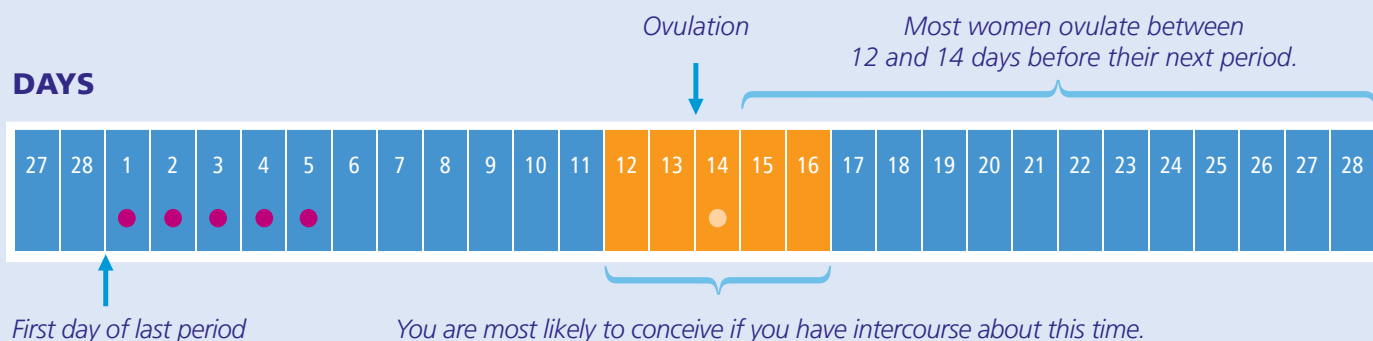 Ovulation
Most women ovulate between
12 and 14 days before their next period.
DAYS
27 28 1 2 3 4 5 6 7 8 9 10 11 12 13 14 15 16 17 18 19 20 21 22 23 24 25 26 27 28
First day of last period
You are most likely to conceive if you have intercourse about this time.